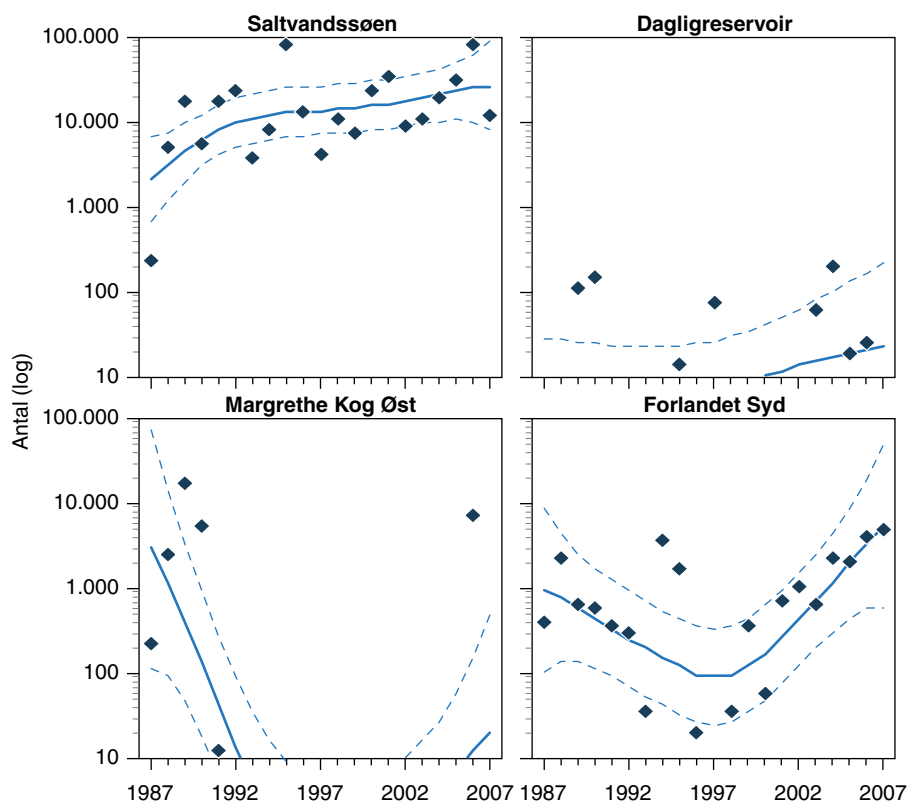 Saltvandssøen
Dagligreservoir
100.000
10.000
1.000
100
10
Margrethe Kog Øst
Forlandet Syd
100.000
10.000
1.000
100
10
1987 1992 1997 2002 2007
1987 1992 1997 2002 2007
Antal (log)